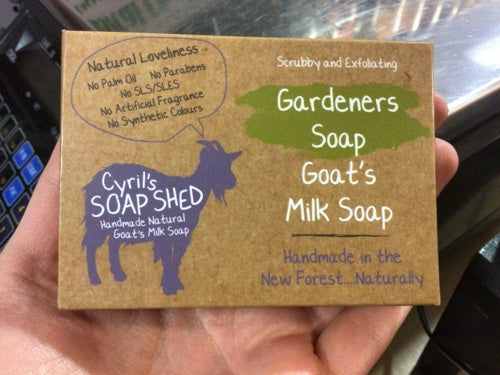 Natural Loveliness...
No Palm Oil No Parabens
No SLS/SLES
No Artificial Fragrance
No Synthetic Colours
Cyril's
SOAP SHED
Handmade Natural
Goat's Milk Soap
Scrubby and Exfoliating
Gardeners
Soap
Goat's
Milk Soap
Handmade in the
New Forest...Naturally